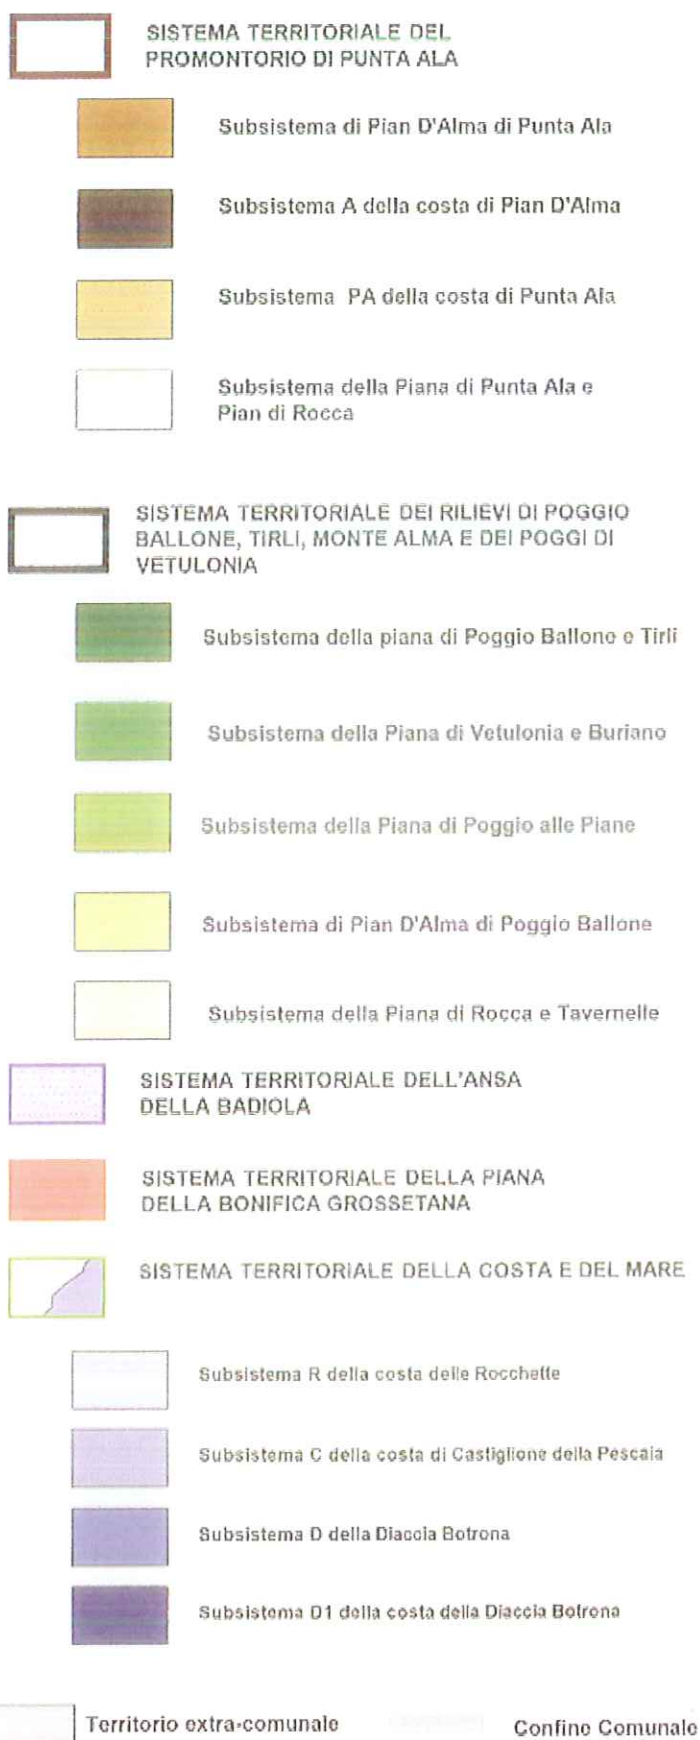 SISTEMA TERRITORIALE DEL
PROMONTORIO DI PUNTA ALA
Subsistema di Pian D'Alma di Punta Ala
Subsistema A della costa di Pian D'Alma
Subsistema PA della costa di Punta Ala
Subsistema della Piana di Punta Ala e
Pian di Rocca
SISTEMA TERRITORIALE DEI RILIEVI DI POGGIO
BALLONE, TIRLI, MONTE ALMA E DEI POGGI DI
VETULONIA
Subsistema della piana di Poggio Ballone e Tirli
Subsistema della Piana di Vetulonia e Buriano
Subsistema della Piana di Poggio alle Piane
Subsistema di Pian D'Alma di Poggio Ballone
Subsistema della Piana di Rocca e Tavernelle
SISTEMA TERRITORIALE DELL'ANSA
DELLA BADIOLA
SISTEMA TERRITORIALE DELLA PIANA
DELLA BONIFICA GROSSETANA
SISTEMA TERRITORIALE DELLA COSTA E DEL MARE
Subsistema R della costa delle Rocchette
Subsistema C della costa di Castiglione della Pescaia
Subsistema D della Diaccia Botrona
Subsistema D1 della costa della Diaccia Botrona
Territorio extra-comunale
Confine Comunale